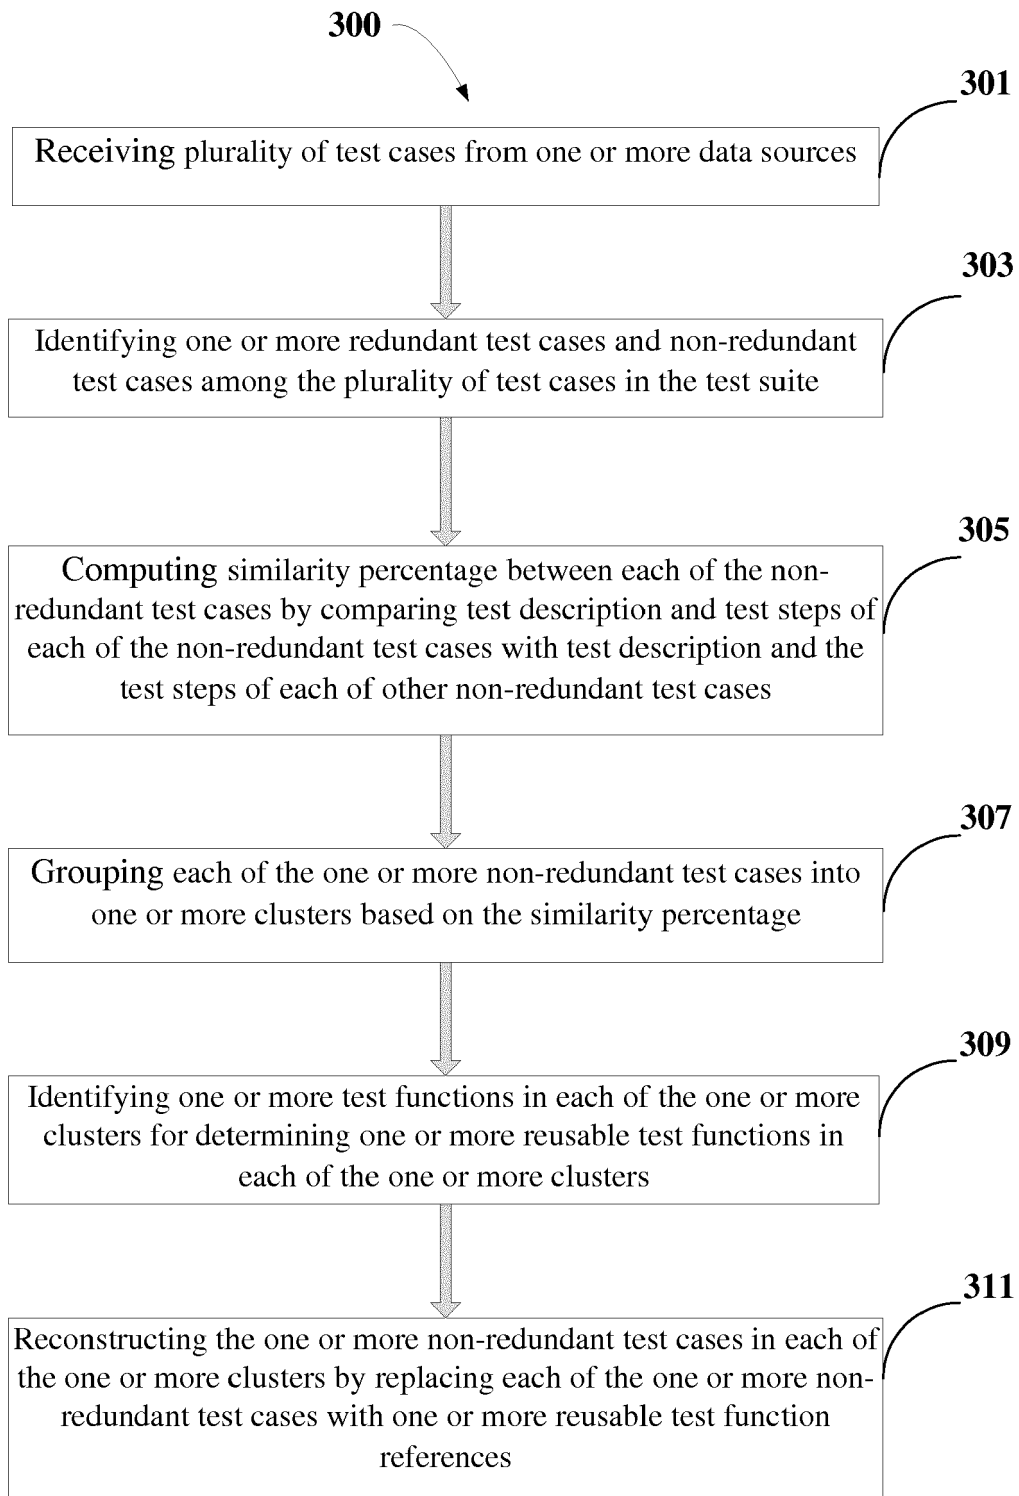 300
301
Receiving plurality of test cases from one or more data sources
303
Identifying one or more redundant test cases and non-redundant
test cases among the plurality of test cases in the test suite
305
Computing similarity percentage between each of the non-
redundant test cases by comparing test description and test steps of
each of the non-redundant test cases with test description and the
test steps of each of other non-redundant test cases
307
Grouping each of the one or more non-redundant test cases into
one or more clusters based on the similarity percentage
309
Identifying one or more test functions in each of the one or more
clusters for determining one or more reusable test functions in
each of the one or more clusters
311
Reconstructing the one or more non-redundant test cases in each of
the one or more clusters by replacing each of the one or more non-
redundant test cases with one or more reusable test function
references